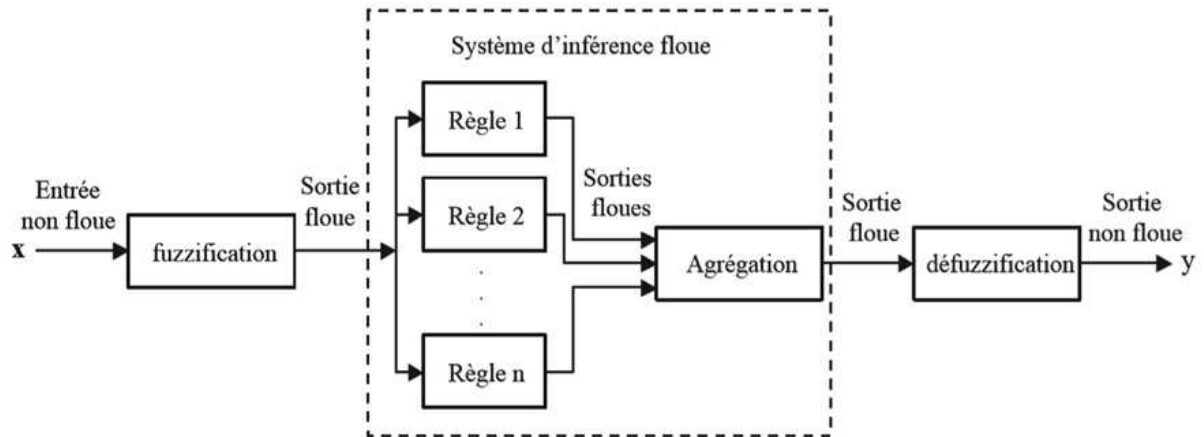 Système d'inférence floue
Entrée
non floue
x
fuzzification
Sortie
floue
Règle 1
Règle 2
.
.
.
Règle n
Sorties
floues
Agrégation
Sortie
floue
défuzzification
Sortie
non floue
y